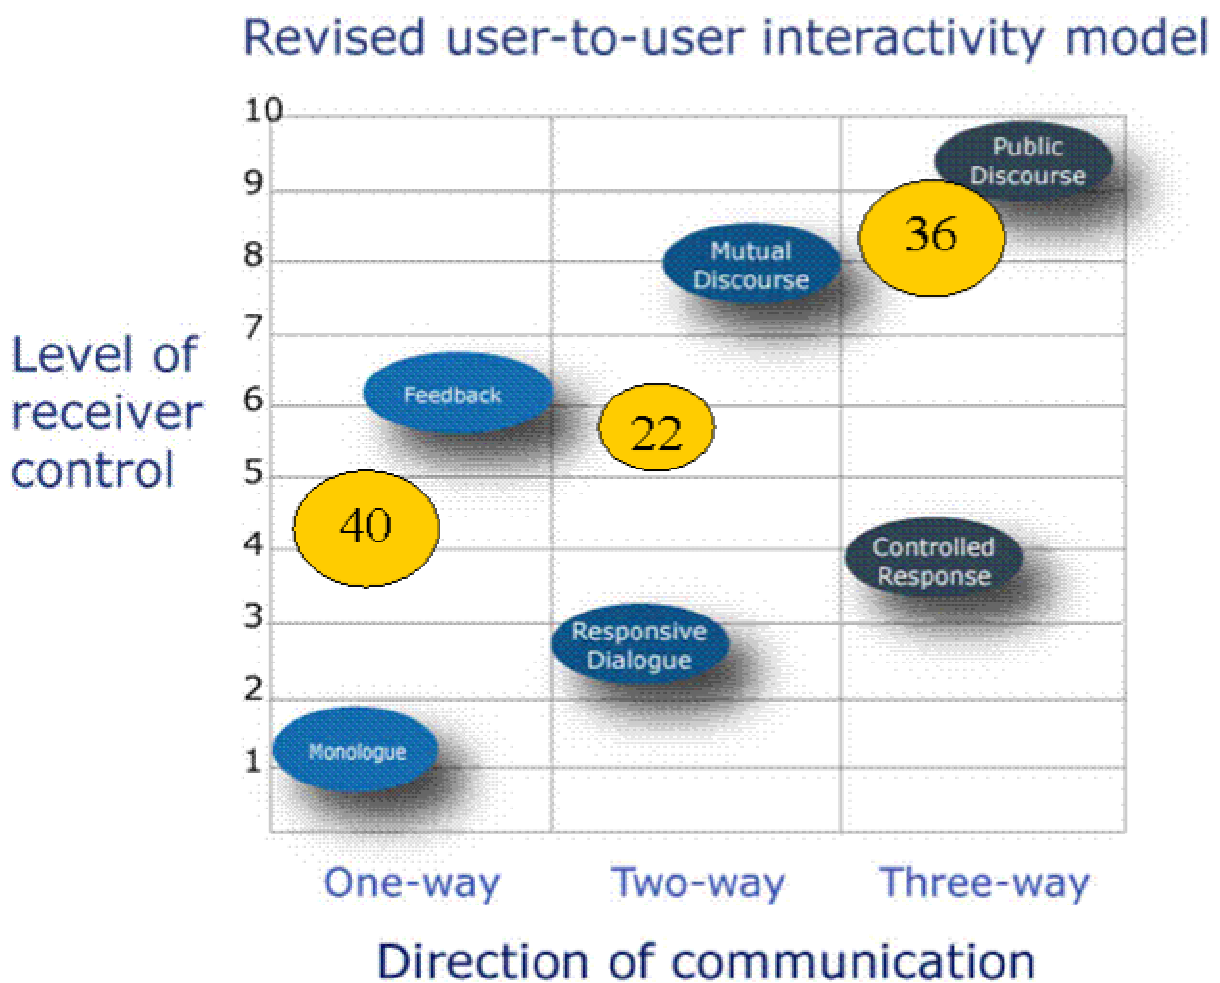 Revised user-to-user interactivity model
10
Public
Discourse
9
36
8
Mutual
Discourse
7
Level of
receiver
control
6
Feedback
22
5
40
4
Controlled
Response
3
Responsive
Dialogue
2
Monologue
1
One-way
Two-way
Three-way
Direction of communication